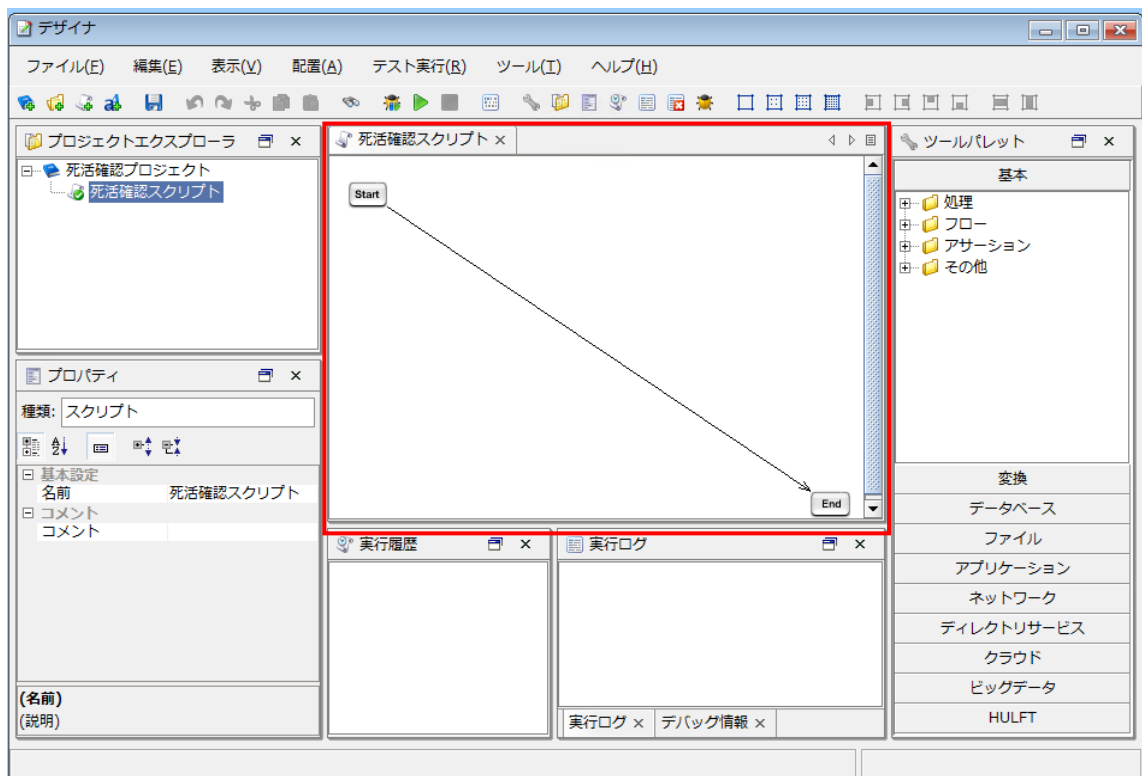 デザイナ
ファイル(F) 編集(E) 表示(V) 配置(A) テスト実行(R) ツール(T) ヘルプ(H)
プロジェクトエクスプローラ
死活確認プロジェクト
死活確認スクリプト
プロパティ
種類: スクリプト
基本設定
名前 死活確認スクリプト
コメント
コメント
(名前)
(説明)
死活確認スクリプト
Start
End
実行履歴
実行ログ
実行ログ デバッグ情報
ツールパレット
基本
処理
フロー
アサーション
その他
変換
データベース
ファイル
アプリケーション
ネットワーク
ディレクトリサービス
クラウド
ビッグデータ
HULFT